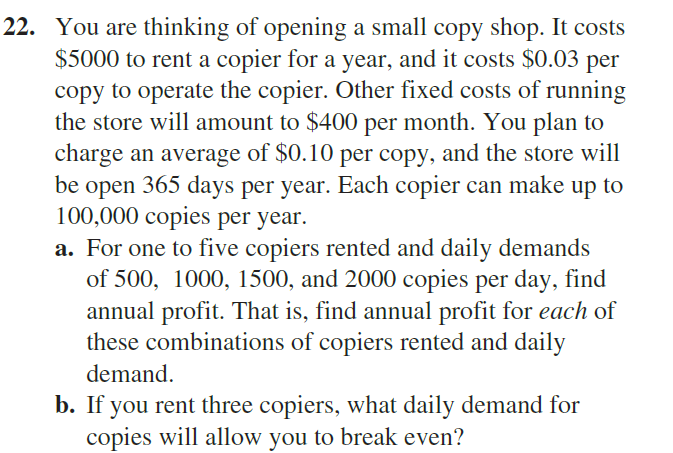 22. You are thinking of opening a small copy shop. It costs
$5000 to rent a copier for a year, and it costs $0.03 per
copy to operate the copier. Other fixed costs of running
the store will amount to $400 per month. You plan to
charge an average of $0.10 per copy, and the store will
be open 365 days per year. Each copier can make up to
100,000 copies per year.
a. For one to five copiers rented and daily demands
of 500, 1000, 1500, and 2000 copies per day, find
annual profit. That is, find annual profit for each of
these combinations of copiers rented and daily
demand.
b. If you rent three copiers, what daily demand for
copies will allow you to break even?